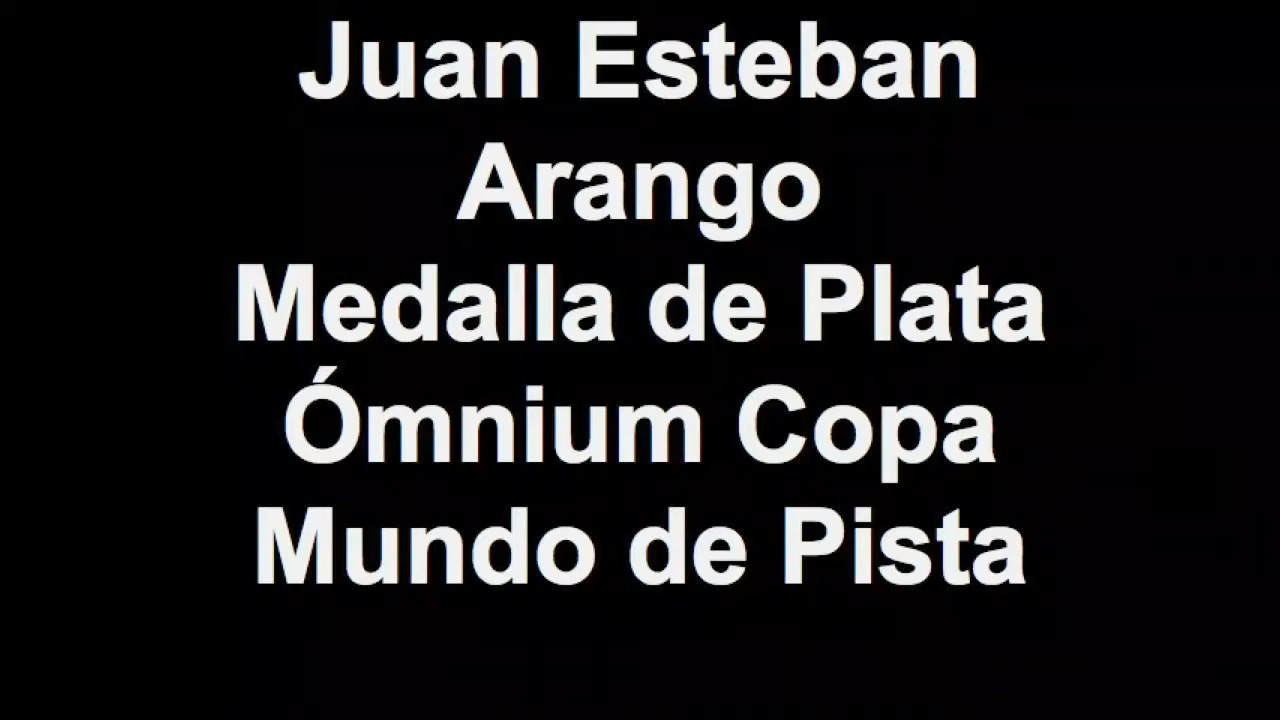 Juan Esteban
Arango
Medalla de Plata
Ómnium Copa
Mundo de Pista